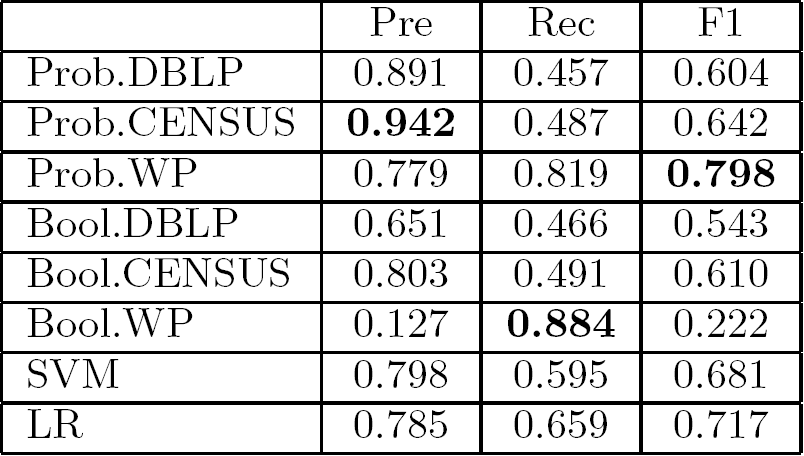 Pre Rec F1
Prob.DBLP 0.891 0.457 0.604
Prob.CENSUS 0.942 0.487 0.642
Prob.WP 0.779 0.819 0.798
Bool.DBLP 0.651 0.466 0.543
Bool.CENSUS 0.803 0.491 0.610
Bool.WP 0.127 0.884 0.222
SVM 0.798 0.595 0.681
LR 0.785 0.659 0.717